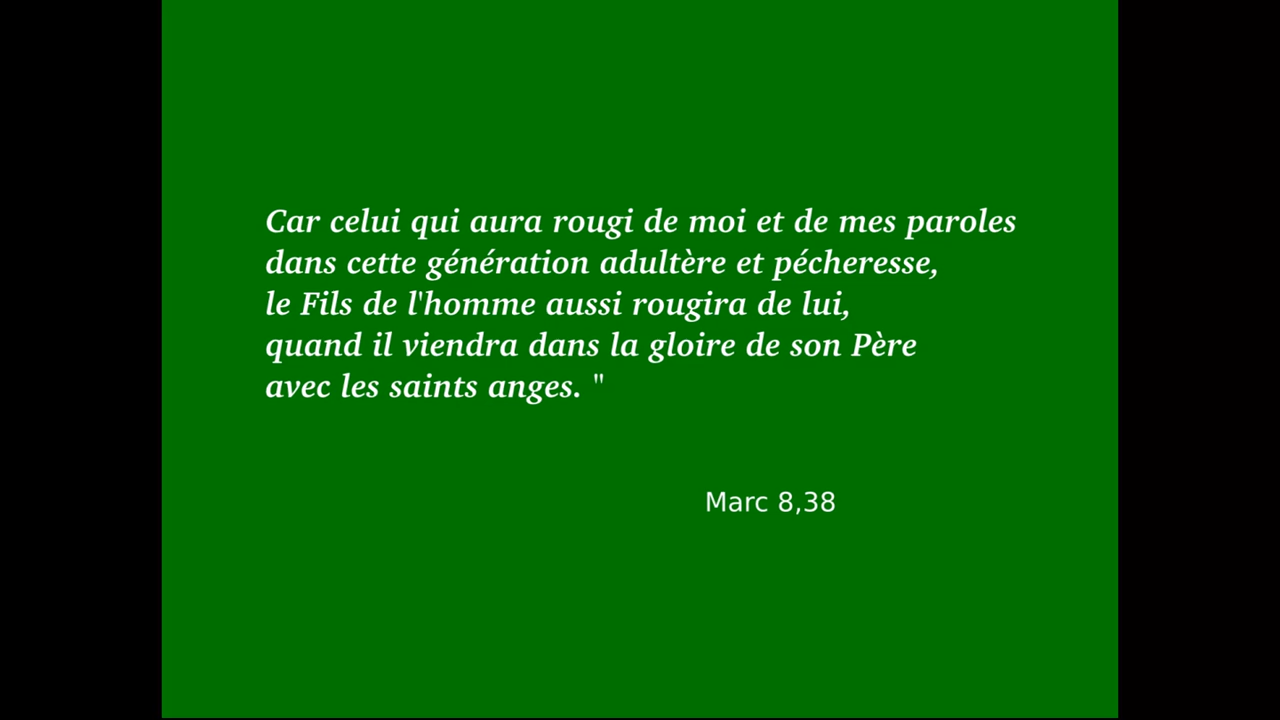 Car celui qui aura rougi de moi et de mes paroles
dans cette génération adultère et pécheresse,
le Fils de l'homme aussi rougira de lui,
quand il viendra dans la gloire de son Père
avec les saints anges. "
Marc 8,38